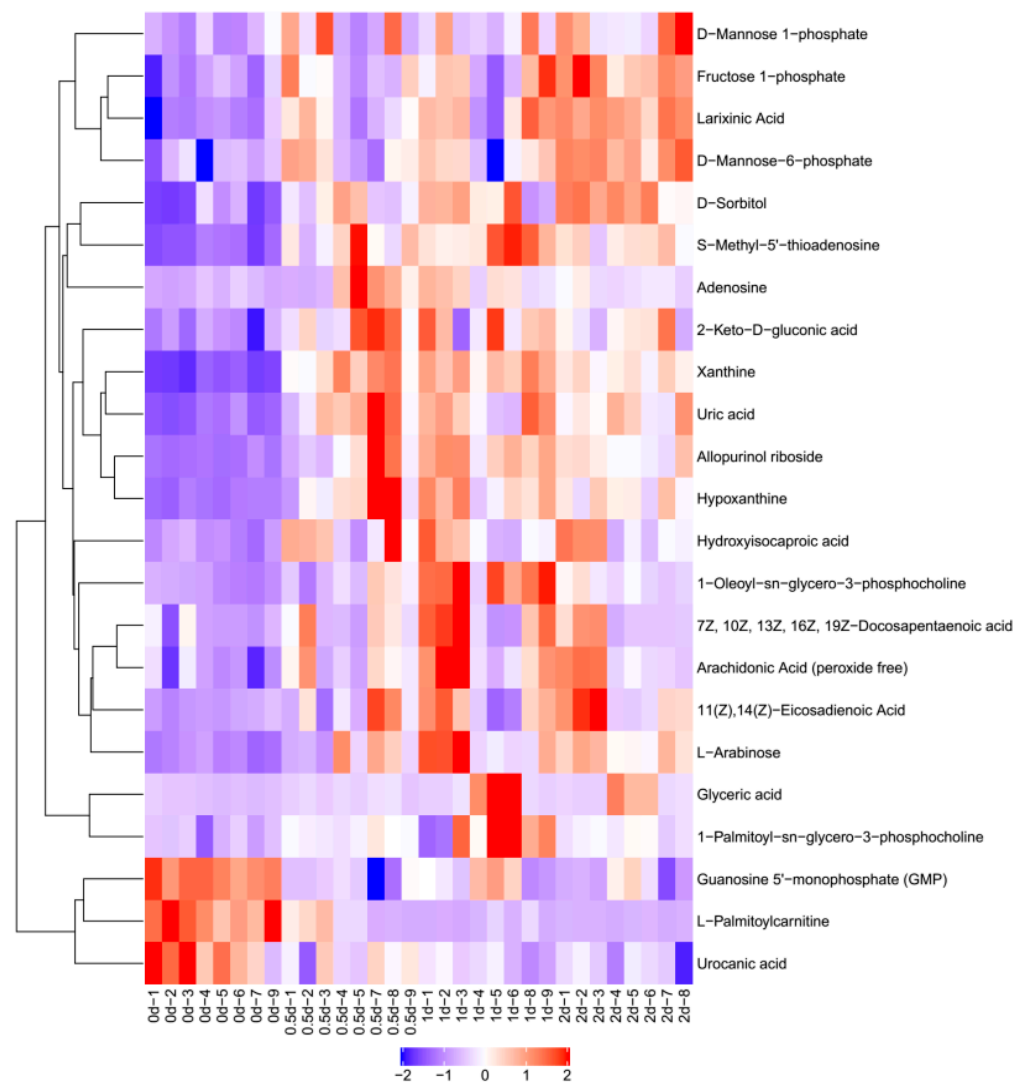 D−Mannose 1−phosphate
Fructose 1−phosphate
Larixinic Acid
D−Mannose−6−phosphate
D−Sorbitol
S−Methyl−5'−thioadenosine
Adenosine
2−Keto−D−gluconic acid
Xanthine
Uric acid
Allopurinol riboside
Hypoxanthine
Hydroxyisocaproic acid
1−Oleoyl−sn−glycero−3−phosphocholine
7Z, 10Z, 13Z, 16Z, 19Z−Docosapentaenoic acid
Arachidonic Acid (peroxide free)
11(Z),14(Z)−Eicosadienoic Acid
L−Arabinose
Glyceric acid
1−Palmitoyl−sn−glycero−3−phosphocholine
Guanosine 5'−monophosphate (GMP)
L−Palmitoylcarnitine
Urocanic acid
0d−1
0d−2
0d−3
0d−4
0d−5
0d−6
0d−7
0d−9
0.5d−1
0.5d−2
0.5d−3
0.5d−4
0.5d−5
0.5d−7
0.5d−8
0.5d−9
1d−1
1d−2
1d−3
1d−4
1d−5
1d−6
1d−8
1d−9
2d−1
2d−2
2d−3
2d−4
2d−5
2d−6
2d−7
2d−8
−2 −1 0 1 2